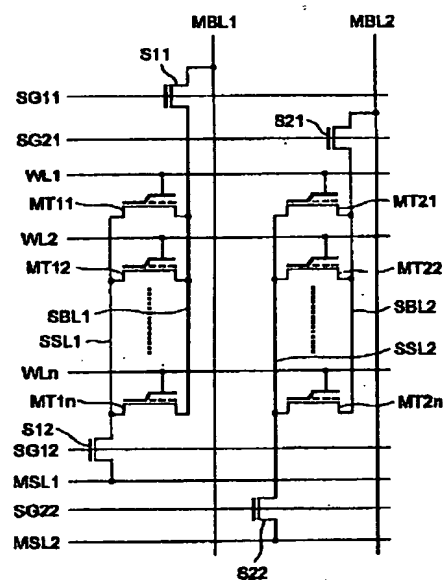 MBL1 MBL2
S11
SG11
S21
SG21
WL1
MT11 MT21
WL2
MT12 MT22
SBL1 SBL2
SSL1 SSL2
WLn
MT1n MT2n
S12
SG12
MSL1
SG22
MSL2
S22